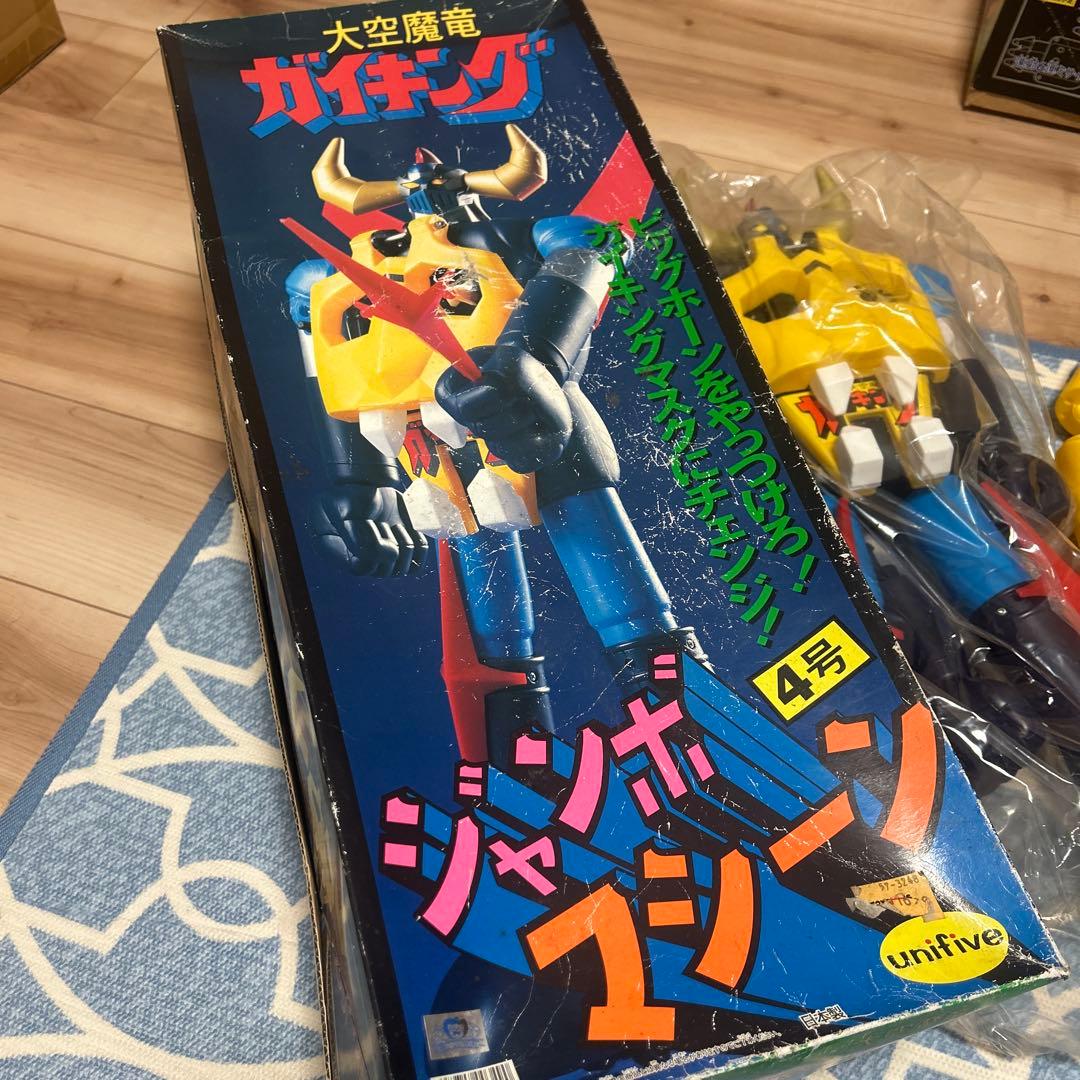 大空魔竜
ガイキング
ビッグホーンをやっつけろ!
ガイキングマスクにチェンジ!
4号
ジャンボ
マシーン
unifive
日本製